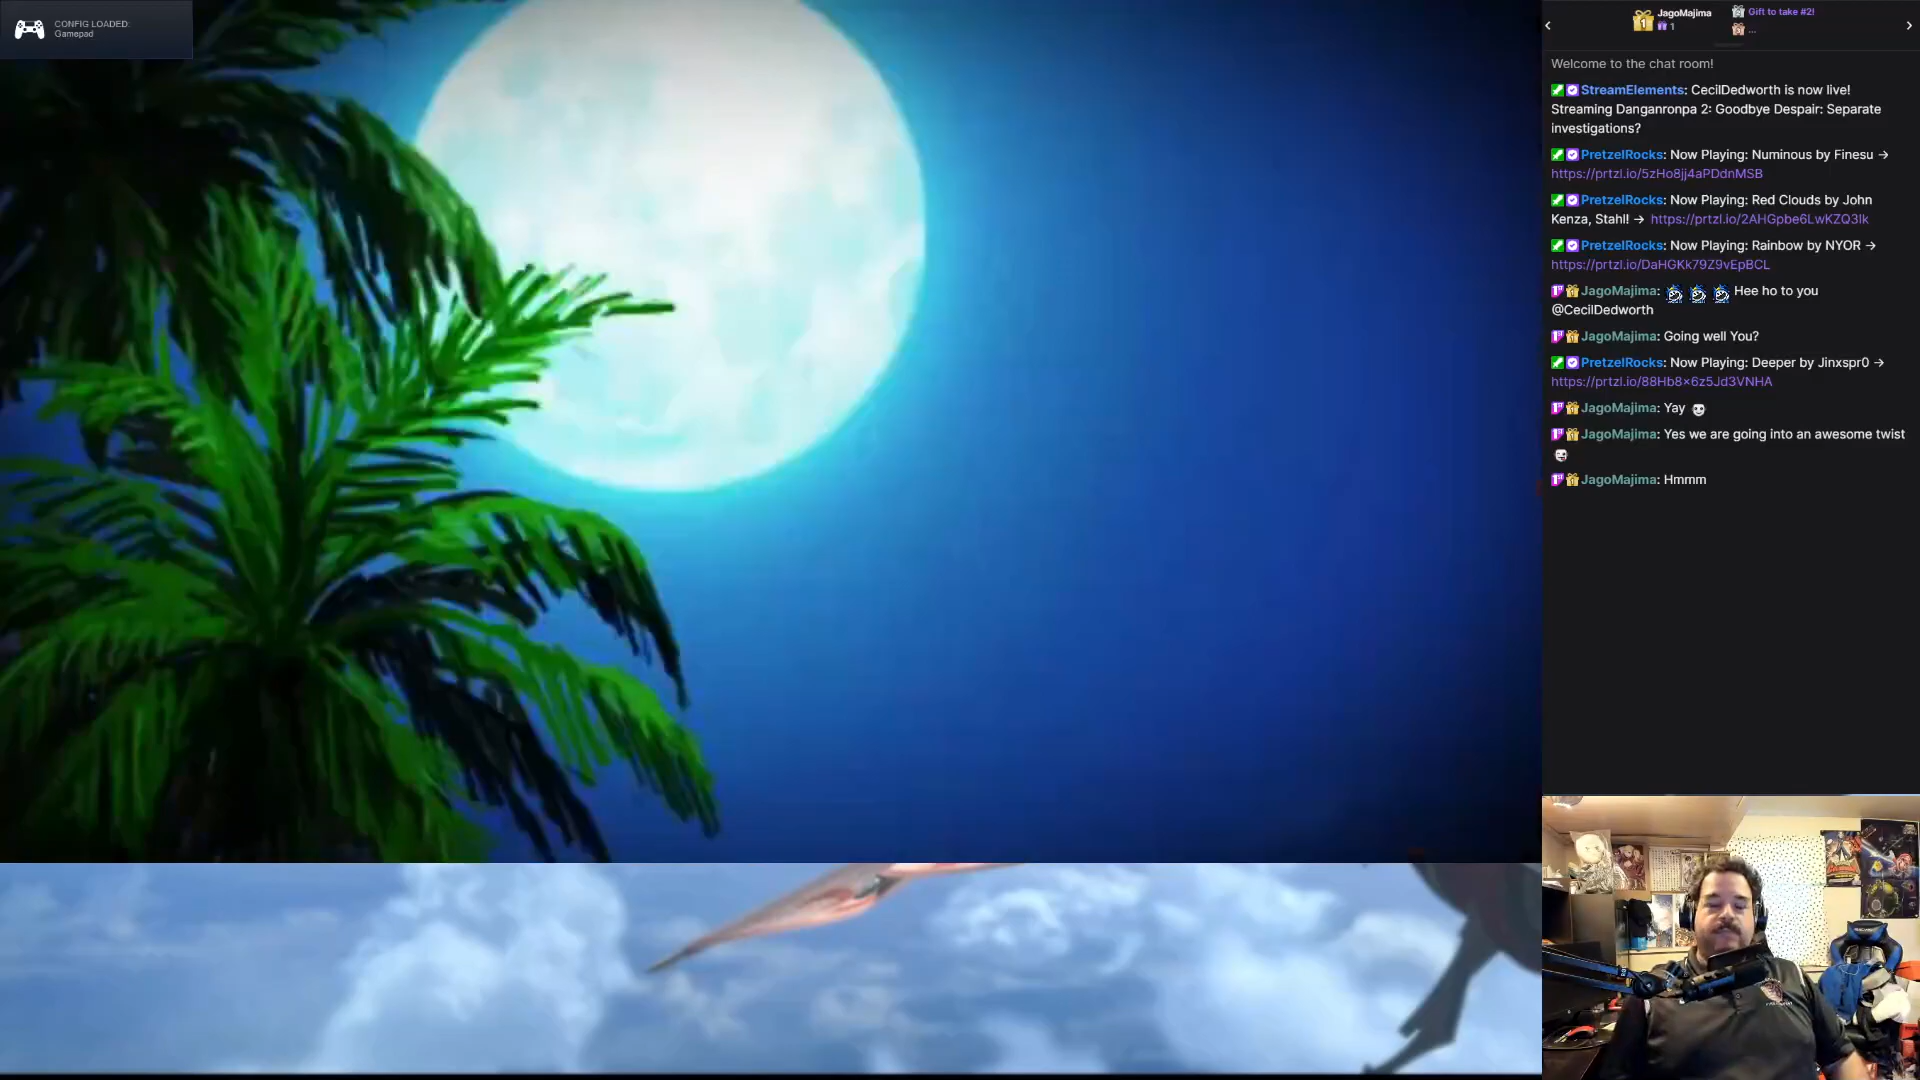 CONFIG LOADED:
Gamepad
JagoMajima
1
1
Gift to take #2!
...
Welcome to the chat room!
StreamElements: CecilDedworth is now live!
Streaming Danganronpa 2: Goodbye Despair: Separate
investigations?
PretzelRocks: Now Playing: Numinous by Finesu ->
https://prtzl.io/5zHo8jj4aPDdnMSB
PretzelRocks: Now Playing: Red Clouds by John
Kenza, Stahl! -> https://prtzl.io/2AHGpbe6LwKZQ3lk
PretzelRocks: Now Playing: Rainbow by NYOR ->
https://prtzl.io/DaHGKk79Z9vEpBCL
JagoMajima: Hee ho to you
@CecilDedworth
JagoMajima: Going well You?
PretzelRocks: Now Playing: Deeper by Jinxspr0 ->
https://prtzl.io/88Hb8x6z5Jd3VNHA
JagoMajima: Yay
JagoMajima: Yes we are going into an awesome twist
JagoMajima: Hmmm